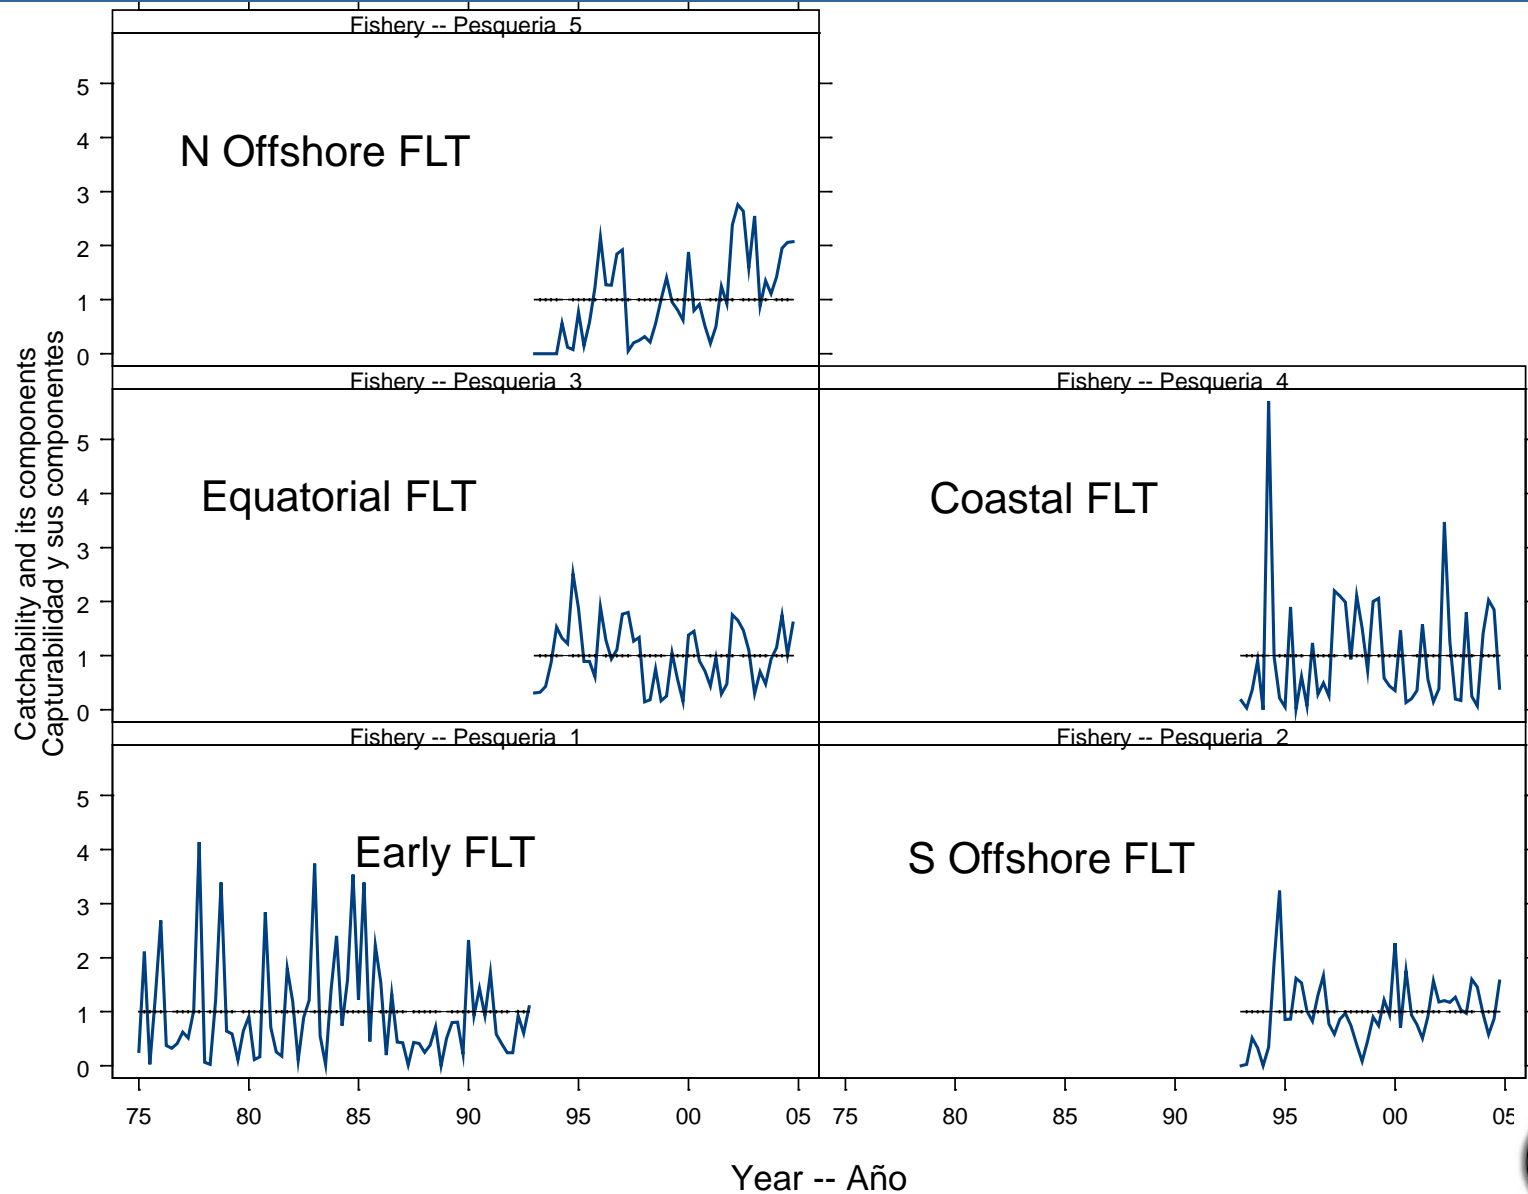 Fishery -- Pesqueria 5
5
4
3
2
1
0
N Offshore FLT
Catchability and its components
Capturabilidad y sus componentes
Fishery -- Pesqueria 3
5
4
3
2
1
0
Equatorial FLT
Fishery -- Pesqueria 4
Coastal FLT
Fishery -- Pesqueria 1
5
4
3
2
1
0
Early FLT
Fishery -- Pesqueria 2
S Offshore FLT
75 80 85 90 95 00 05 75 80 85 90 95 00 05
Year -- Año